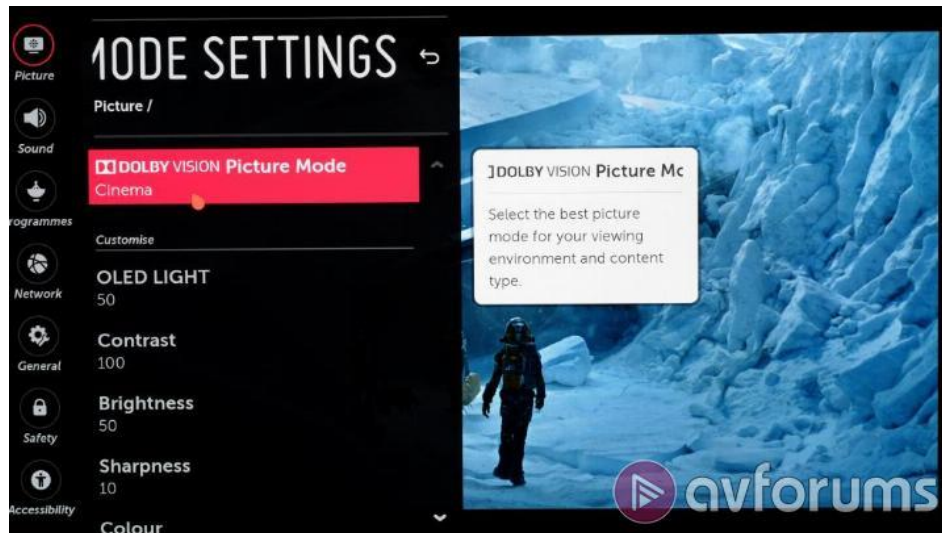 MODE SETTINGS
Picture /
DOLBY VISION Picture Mode
Cinema
Customise
OLED LIGHT
50
Contrast
100
Brightness
50
Sharpness
10
Colour
Picture
Sound
rogrammes
Network
General
Safety
Accessibility
DOLBY VISION Picture Mc
Select the best picture
mode for your viewing
environment and content
type.
avforums